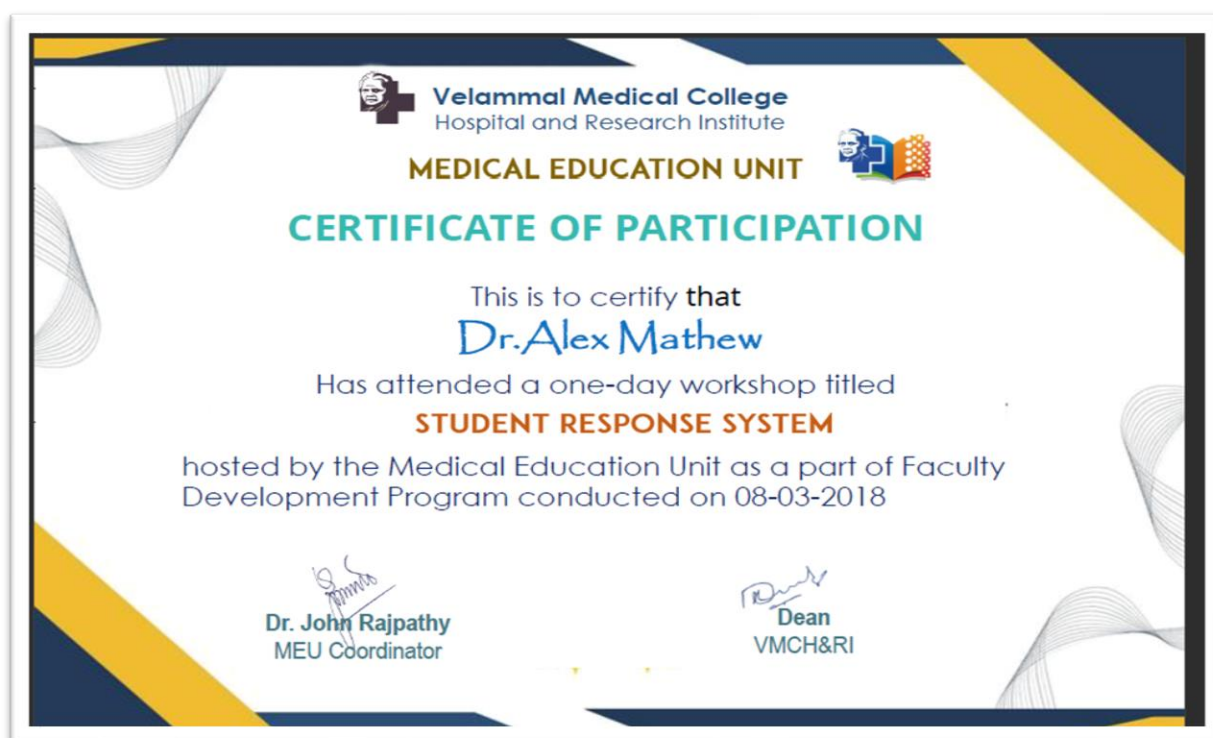 Velammal Medical College
Hospital and Research Institute
MEDICAL EDUCATION UNIT
CERTIFICATE OF PARTICIPATION
This is to certify that
Dr.Alex Mathew
Has attended a one-day workshop titled
STUDENT RESPONSE SYSTEM
hosted by the Medical Education Unit as a part of Faculty
Development Program conducted on 08-03-2018
Dr. John Rajpathy
MEU Coordinator
Dean
VMCH&RI